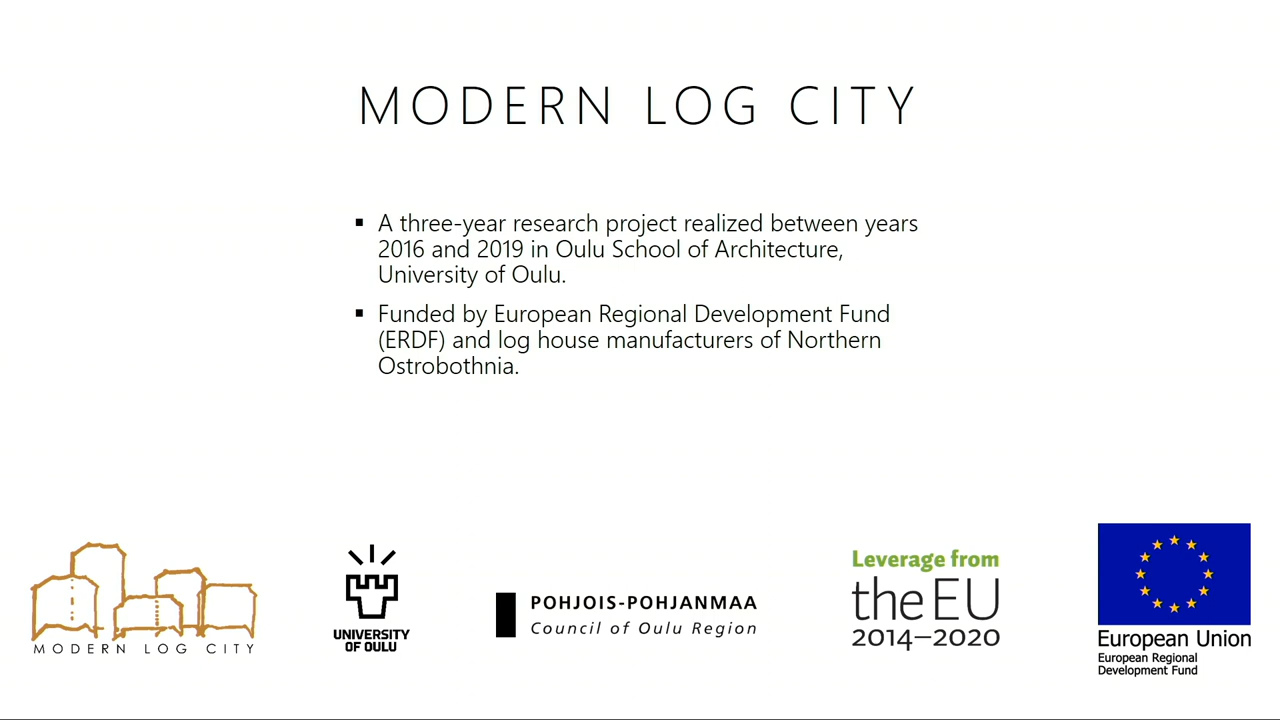 MODERN LOG CITY
▪ A three-year research project realized between years
2016 and 2019 in Oulu School of Architecture,
University of Oulu.
▪ Funded by European Regional Development Fund
(ERDF) and log house manufacturers of Northern
Ostrobothnia.
MODERN LOG CITY
UNIVERSITY
OF OULU
POHJOIS-POHJANMAA
Council of Oulu Region
Leverage from
the EU
2014–2020
European Union
European Regional
Development Fund